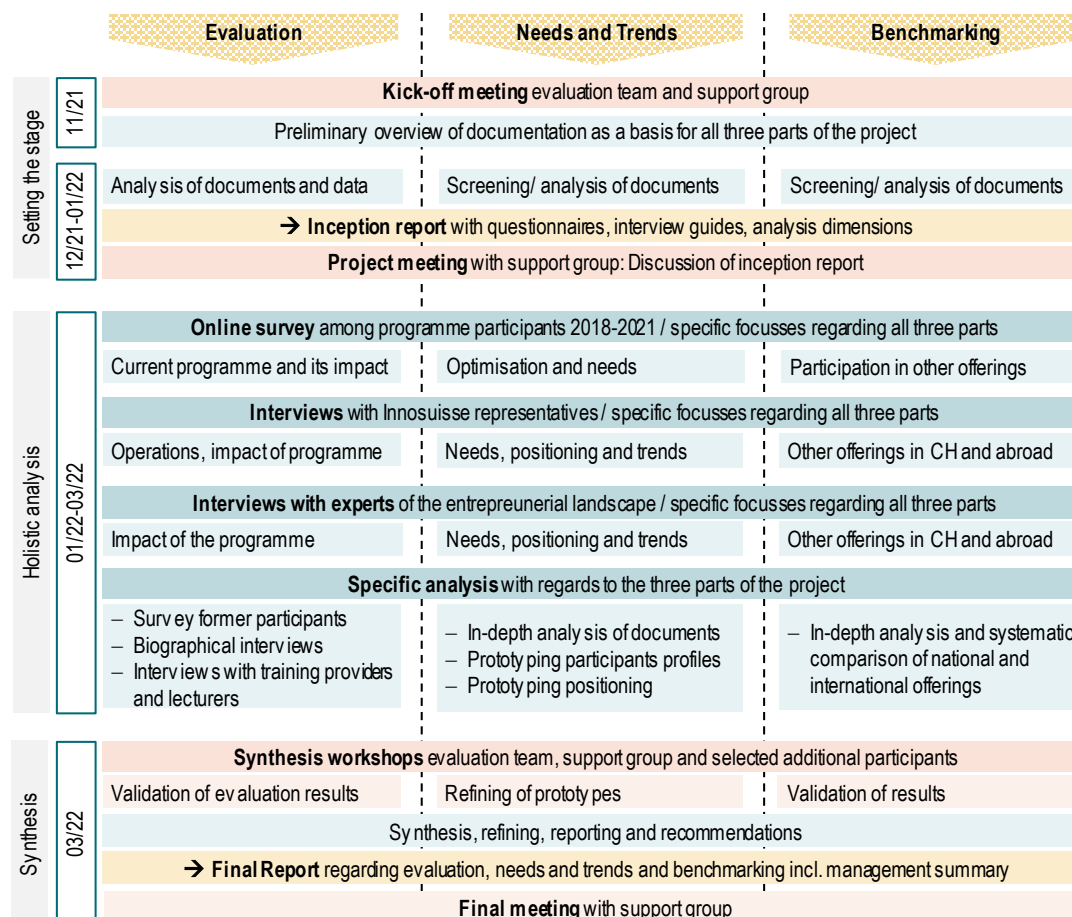 Evaluation
Needs and Trends
Benchmarking
Setting the stage
11/21
Kick-off meeting evaluation team and support group
Preliminary overview of documentation as a basis for all three parts of the project
12/21-01/22
Analysis of documents and data
Screening/ analysis of documents
Screening/ analysis of documents
→ Inception report with questionnaires, interview guides, analysis dimensions
Project meeting with support group: Discussion of inception report
Holistic analysis
01/22-03/22
Online survey among programme participants 2018-2021 / specific focusses regarding all three parts
Current programme and its impact
Optimisation and needs
Participation in other offerings
Interviews with Innosuisse representatives / specific focusses regarding all three parts
Operations, impact of programme
Needs, positioning and trends
Other offerings in CH and abroad
Interviews with experts of the entrepreunerial landscape / specific focusses regarding all three parts
Impact of the programme
Needs, positioning and trends
Other offerings in CH and abroad
Specific analysis with regards to the three parts of the project
– Survey former participants
– Biographical interviews
– Interviews with training providers
and lecturers
– In-depth analysis of documents
– Prototyping participants profiles
– Prototyping positioning
– In-depth analysis and systematic
comparison of national and
international offerings
Synthesis
03/22
Synthesis workshops evaluation team, support group and selected additional participants
Validation of evaluation results
Refining of prototypes
Validation of results
Synthesis, refining, reporting and recommendations
→ Final Report regarding evaluation, needs and trends and benchmarking incl. management summary
Final meeting with support group